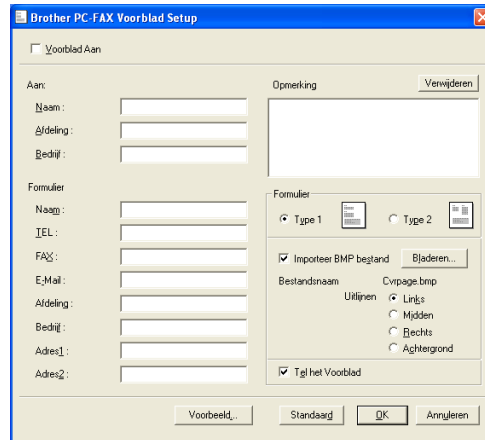 Brother PC-FAX Voorblad Setup
Voorblad Aan
Aan:
Naam :
Afdeling :
Bedrijf :
Opmerking
Verwijderen
Formulier
Naam :
TEL :
FAX :
E-Mail :
Afdeling :
Bedrijf :
Adres1 :
Adres2 :
Formulier
Type 1
Type 2
Importeer BMP bestand
Bladeren...
Bestandsnaam
Cvrpage.bmp
Uitlijnen
Links
Midden
Rechts
Achtergrond
Tel het Voorblad
Voorbeeld...
Standaard
OK
Annuleren